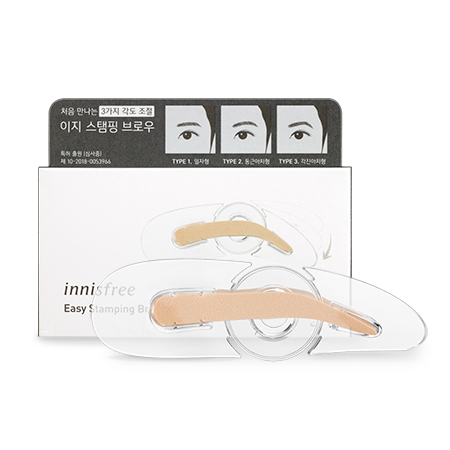 처음 만나는 3가지 각도 조절
이지 스탬핑 브로우
특허 출원 (심사중)
제 10-2018-0053966
TYPE 1. 일자형
TYPE 2. 둥근아치형
TYPE 3. 각진아치형
innisfree
Easy Stamping Br